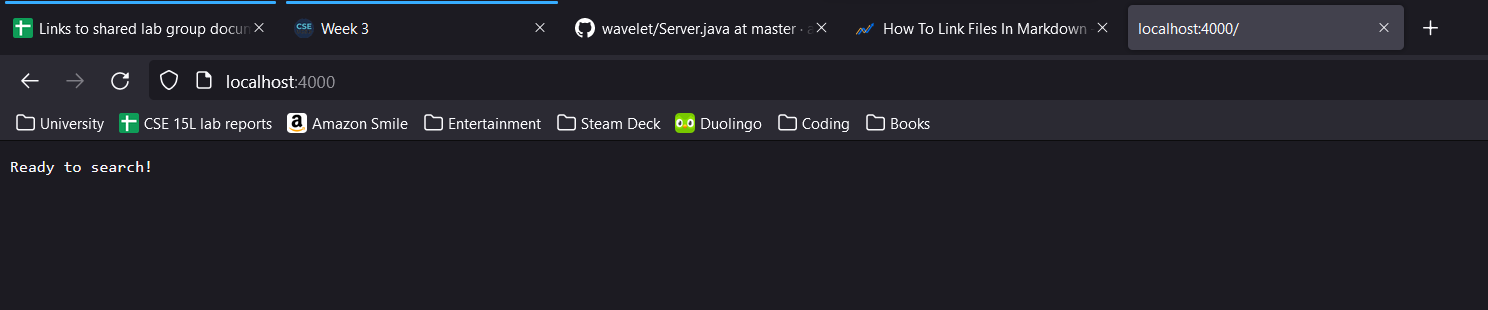 Links to shared lab group docun
CSE Week 3
wavelet/Server.java at master · a
How To Link Files In Markdown
localhost:4000/
localhost:4000
University CSE 15L lab reports a Amazon Smile Entertainment Steam Deck Duolingo Coding Books
Ready to search!